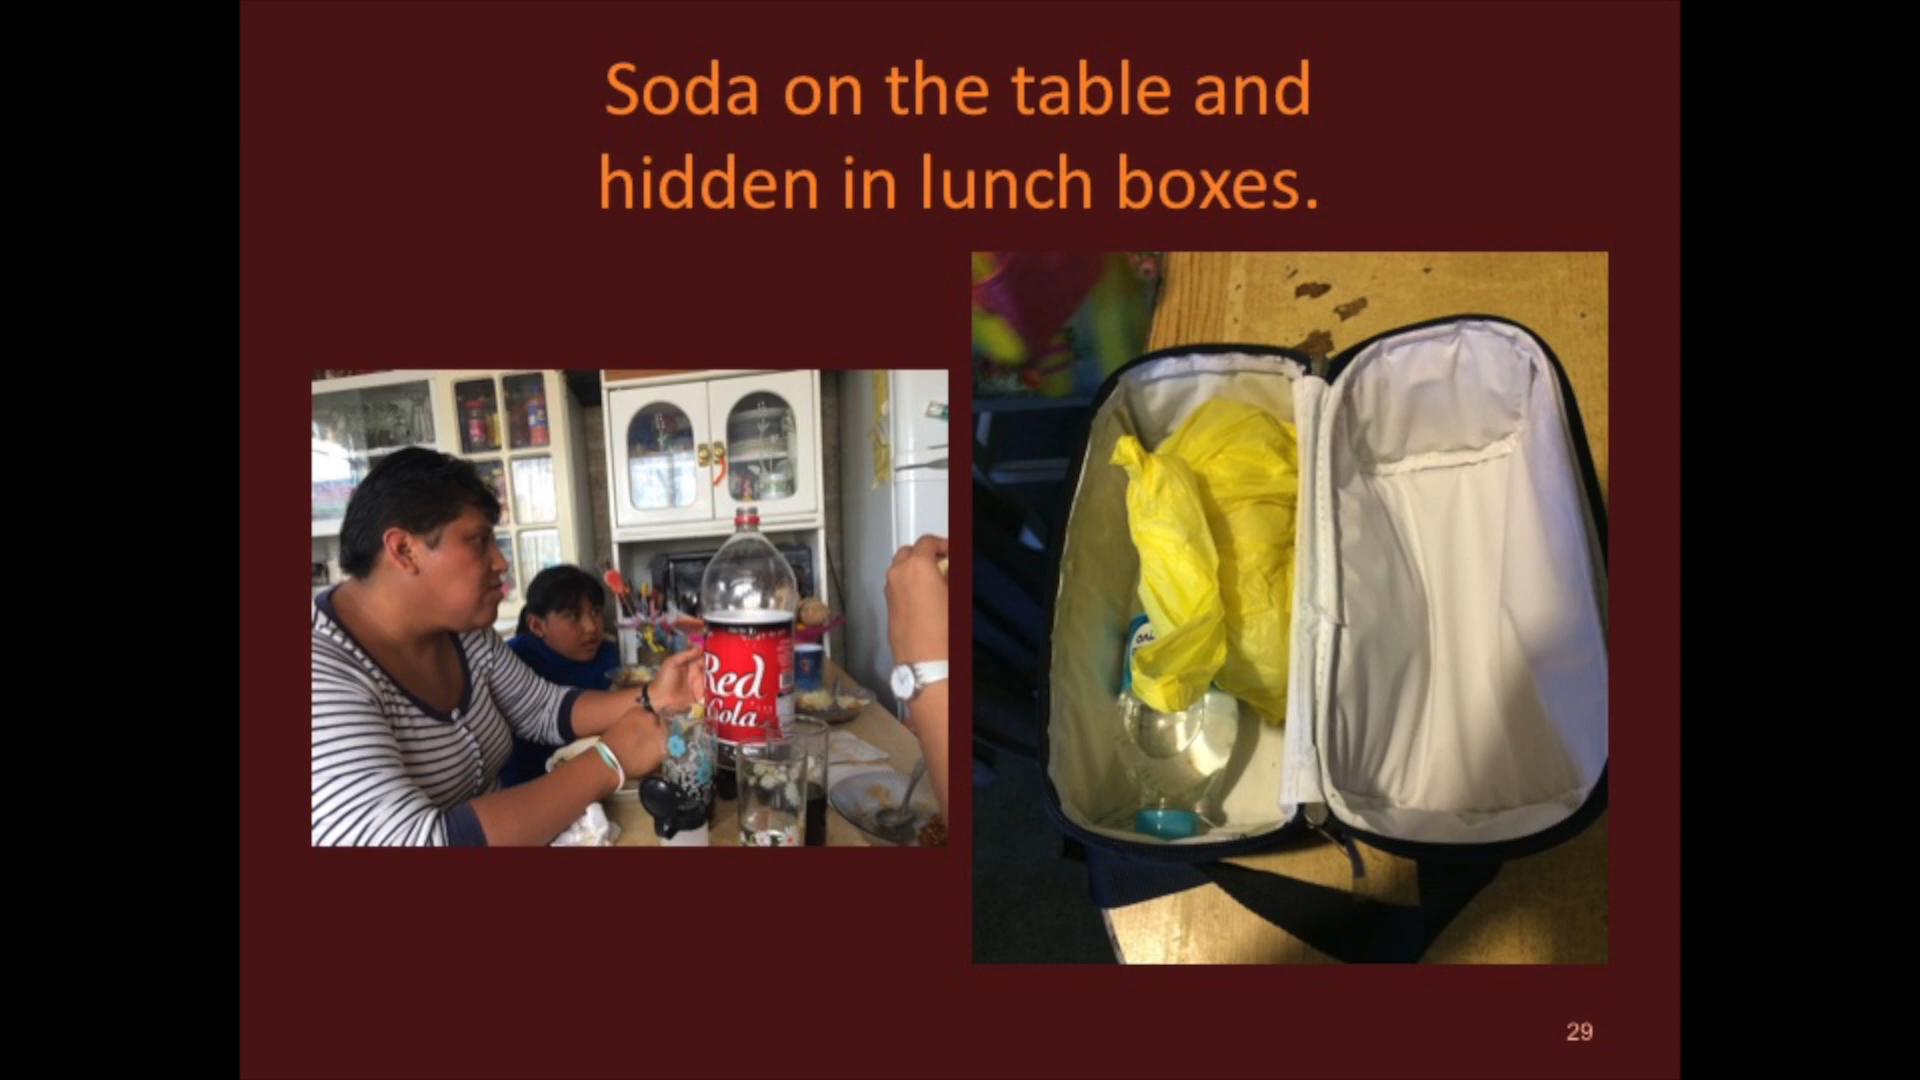 Soda on the table and
hidden in lunch boxes.
Red
Cola
29